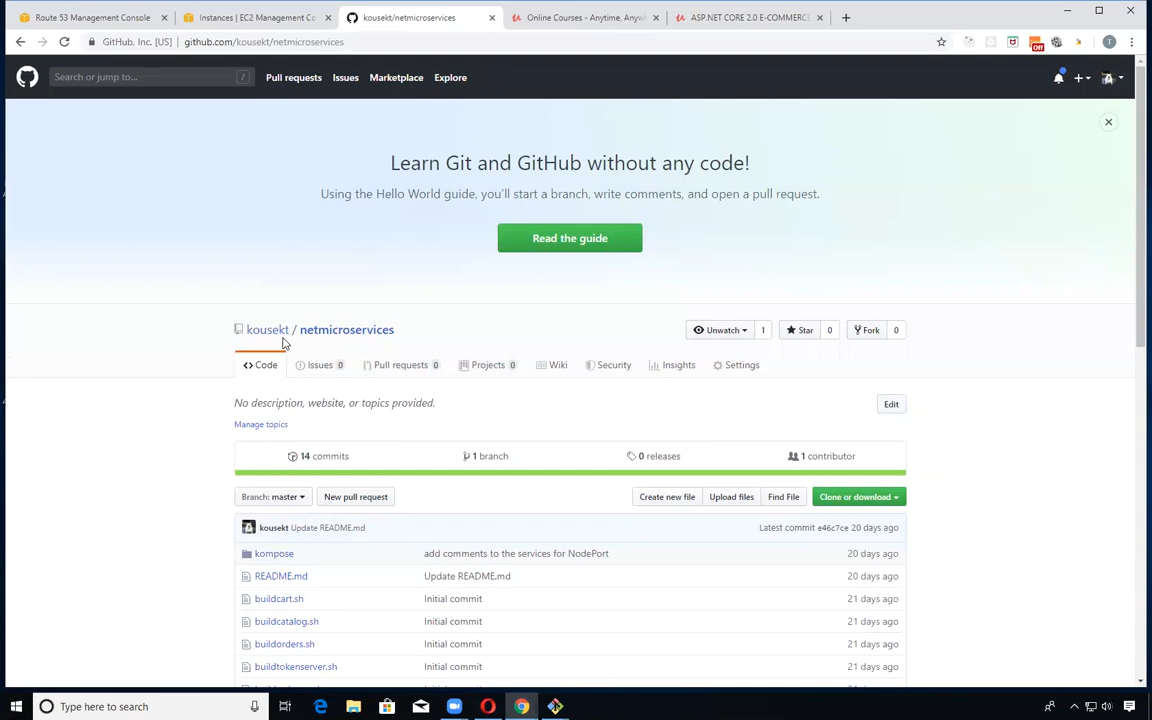 Route 53 Management Console
Instances | EC2 Management Co
kousekt/netmicroservices
Online Courses - Anytime, Anyw
ASP.NET CORE 2.0 E-COMMERCE
GitHub, Inc. [US] | github.com/kousekt/netmicroservices
Off
T
Search or jump to...
/
Pull requests
Issues
Marketplace
Explore
Learn Git and GitHub without any code!
Using the Hello World guide, you'll start a branch, write comments, and open a pull request.
Read the guide
kousekt / netmicroservices
Unwatch 1
Star 0
Fork 0
Code
Issues 0
Pull requests 0
Projects 0
Wiki
Security
Insights
Settings
No description, website, or topics provided.
Edit
Manage topics
14 commits
1 branch
0 releases
1 contributor
Branch: master
New pull request
Create new file
Upload files
Find File
Clone or download
kousekt Update README.md
Latest commit e46c7ce 20 days ago
kompose add comments to the services for NodePort 20 days ago
README.md Update README.md 20 days ago
buildcart.sh Initial commit 21 days ago
buildcatalog.sh Initial commit 21 days ago
buildorders.sh Initial commit 21 days ago
buildtokenserver.sh Initial commit 21 days ago
Type here to search